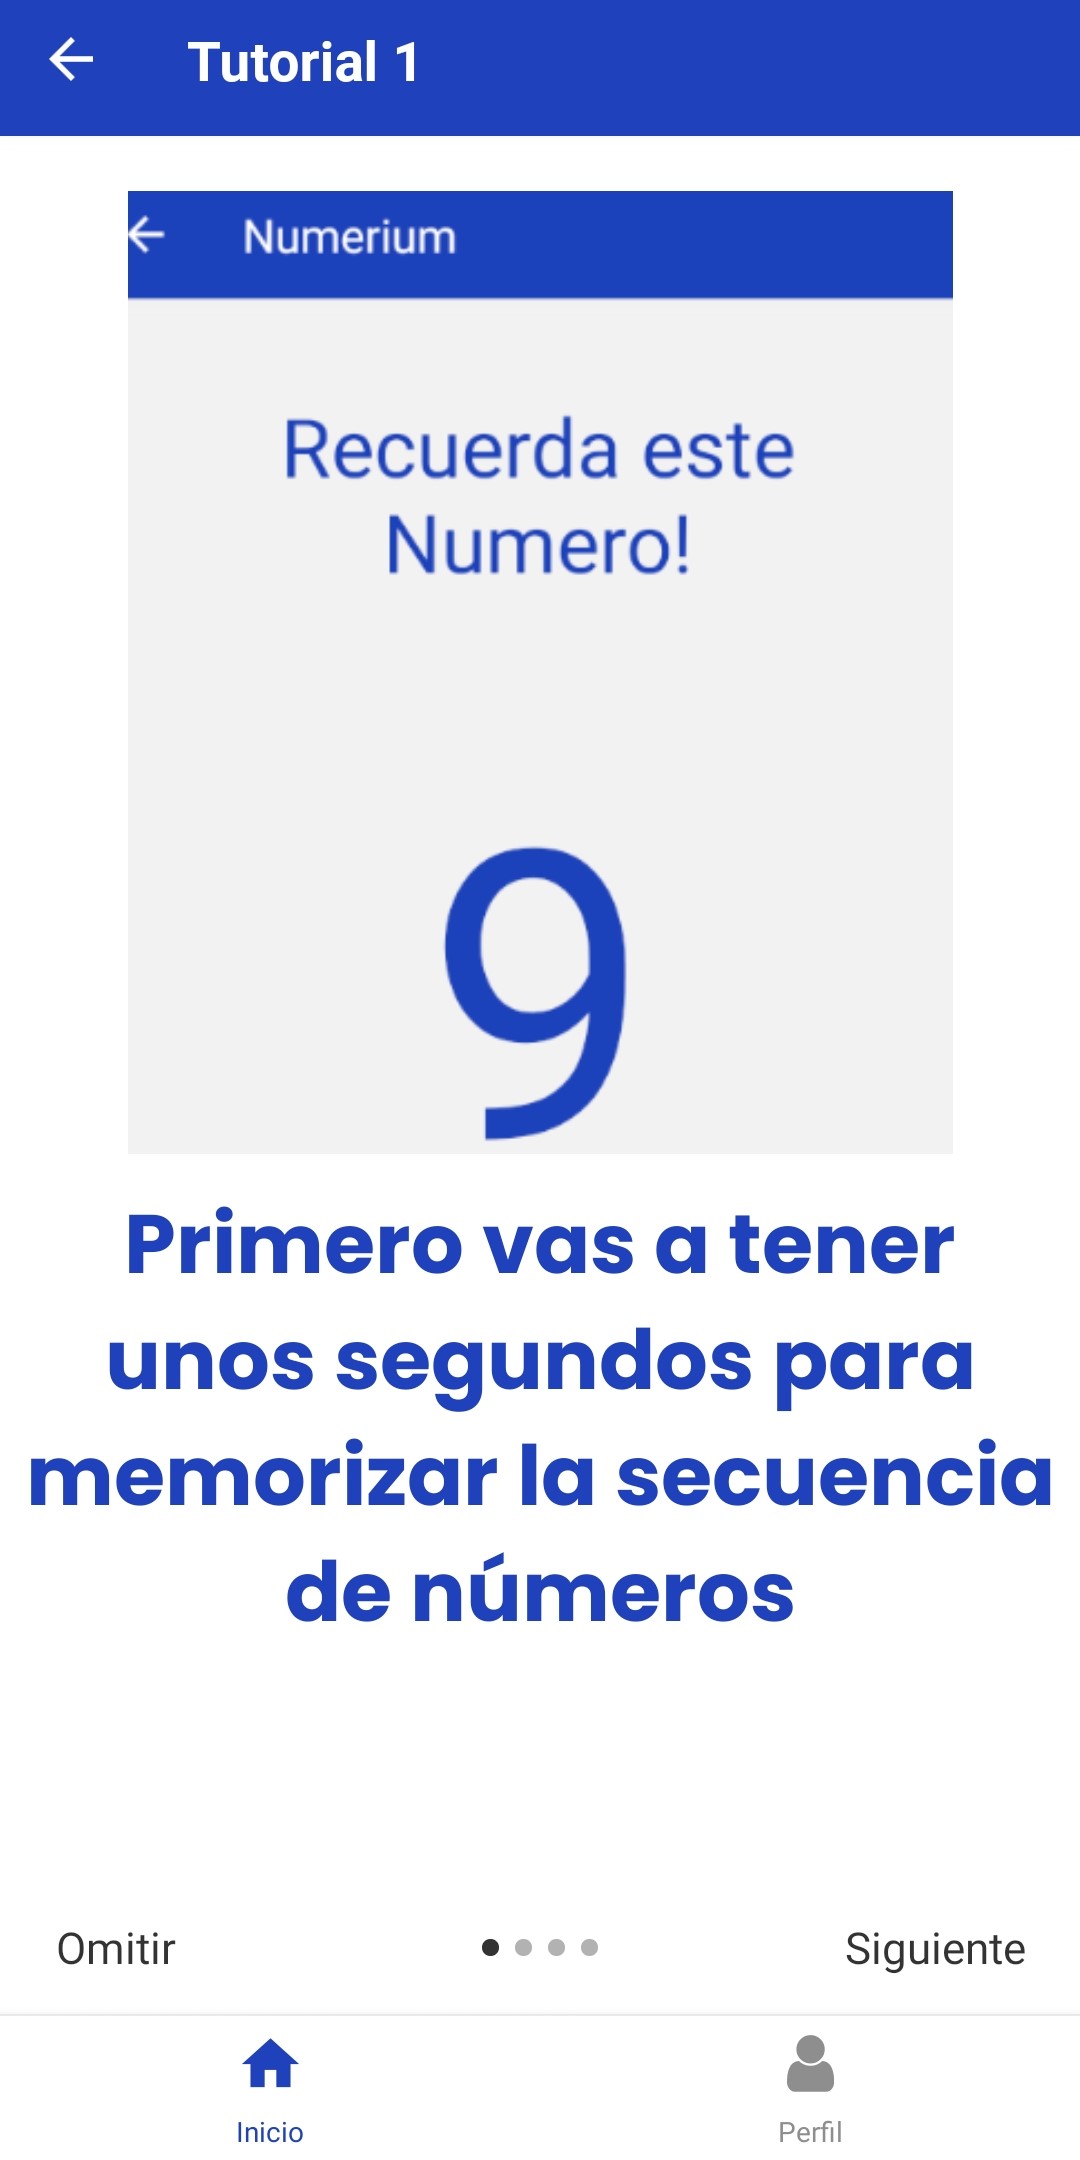 Tutorial 1
Numerium
Recuerda este
Numero!
9
Primero vas a tener
unos segundos para
memorizar la secuencia
de números
Omitir
Siguiente
Inicio
Perfil